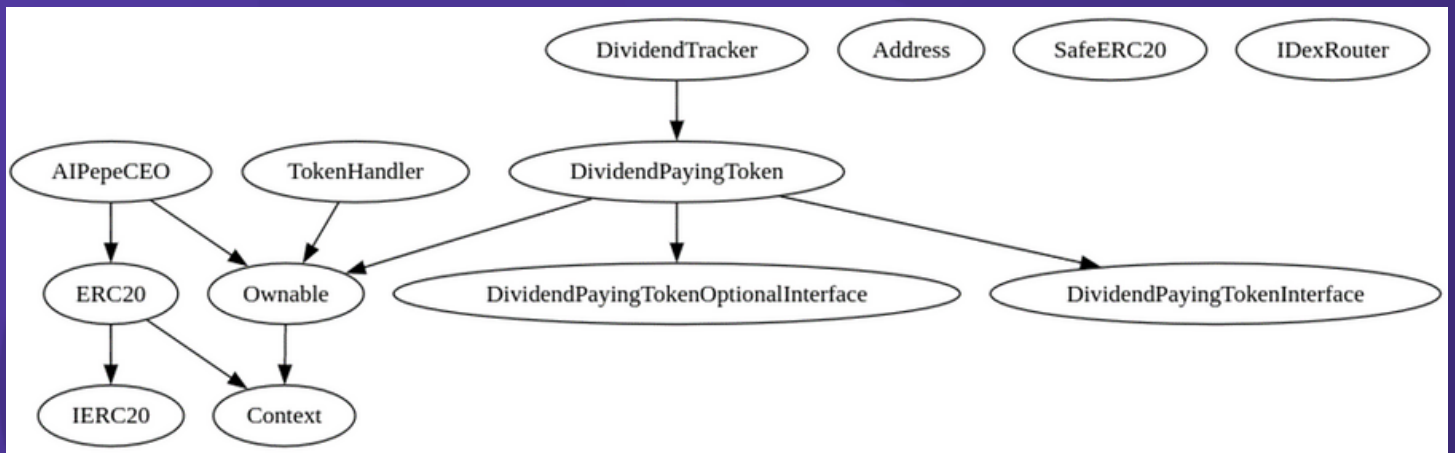 DividendTracker
Address
SafeERC20
IDexRouter
AIPepeCEO
TokenHandler
DividendPayingToken
ERC20
Ownable
DividendPayingTokenOptionalInterface
DividendPayingTokenInterface
IERC20
Context